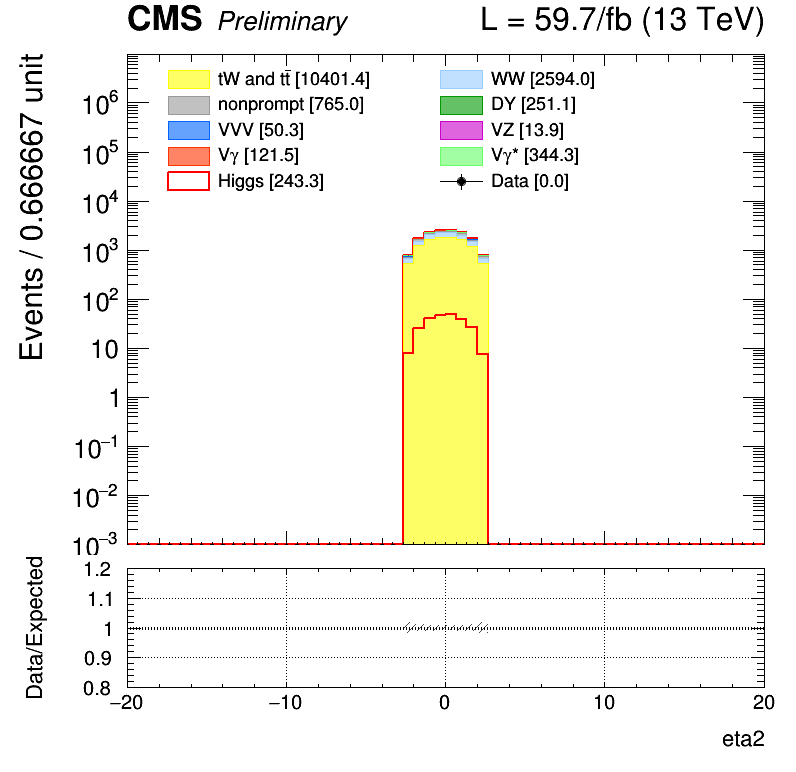 CMS Preliminary L = 59.7/fb (13 TeV)
Events / 0.666667 unit
tW and tt̄ [10401.4] WW [2594.0]
nonprompt [765.0] DY [251.1]
VVV [50.3] VZ [13.9]
Vγ [121.5] Vγ* [344.3]
Higgs [243.3] Data [0.0]
10⁶
10⁵
10⁴
10³
10²
10
1
10⁻¹
10⁻²
10⁻³
Data/Expected
1.2
1.1
1
0.9
0.8
−20 −10 0 10 20
eta2